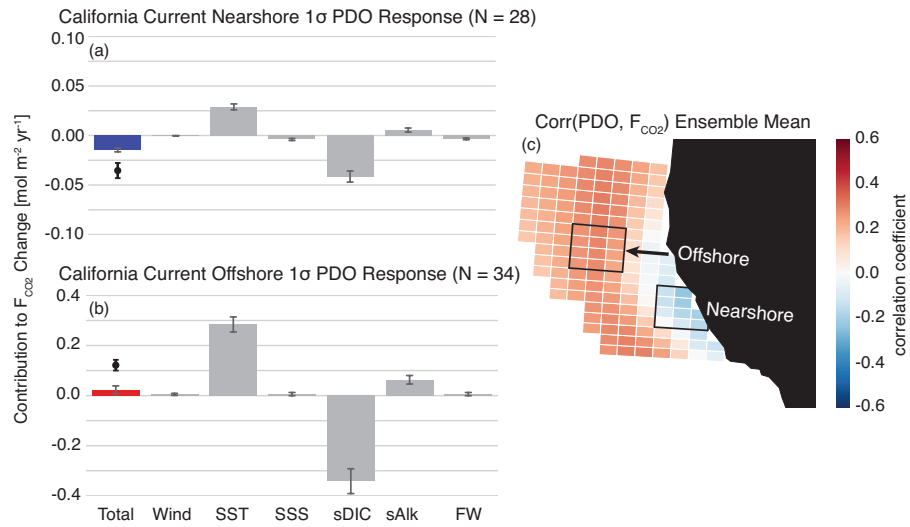 California Current Nearshore 1σ PDO Response (N = 28)
(a)
0.10
0.05
0.00
-0.05
-0.10
Contribution to F_CO2 Change [mol m⁻² yr⁻¹]
California Current Offshore 1σ PDO Response (N = 34)
(b)
0.4
0.2
0.0
-0.2
-0.4
Total Wind SST SSS sDIC sAlk FW
Corr(PDO, F_CO2) Ensemble Mean
(c)
Offshore
Nearshore
0.6
0.4
0.2
0.0
-0.2
-0.4
-0.6
correlation coefficient